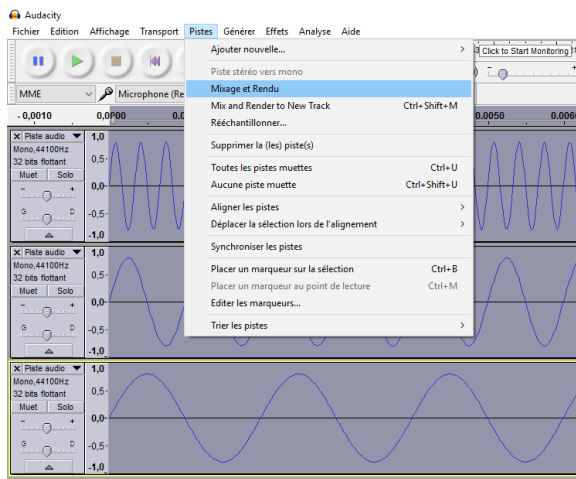 Audacity
Fichier Edition Affichage Transport Pistes Générer Effets Analyse Aide
Ajouter nouvelle...
Click to Start Monitoring
Piste stéréo vers mono
Mixage et Rendu
MME
Microphone (Re
Mix and Render to New Track Ctrl+Shift+M
- 0,0010 0,0000 0.0
Rééchantillonner...
0.0050 0.006
Supprimer la (les) piste(s)
Toutes les pistes muettes Ctrl+U
Aucune piste muette Ctrl+Shift+U
Aligner les pistes
Déplacer la sélection lors de l'alignement
Synchroniser les pistes
Placer un marqueur sur la sélection Ctrl+B
Placer un marqueur au point de lecture Ctrl+M
Editer les marqueurs...
Trier les pistes
X Piste audio 1,0
Mono,44100Hz
32 bits flottant 0,5-
Muet Solo
- + 0,0-
G D -0,5-
-1,0
X Piste audio 1,0
Mono,44100Hz
32 bits flottant 0,5-
Muet Solo
- + 0,0-
G D -0,5-
-1,0
X Piste audio 1,0
Mono,44100Hz
32 bits flottant 0,5-
Muet Solo
- + 0,0-
G D -0,5-
-1,0